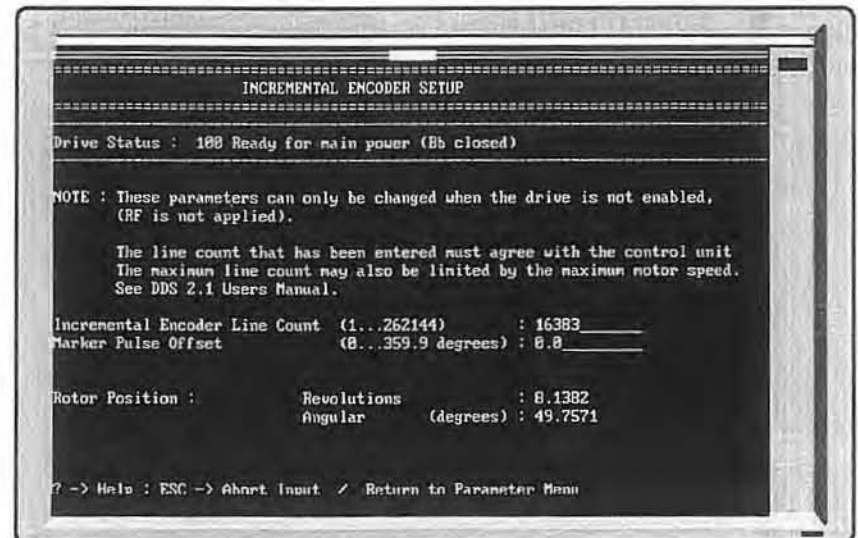 INCREMENTAL ENCODER SETUP
Drive Status : 100 Ready for main power (Bb closed)
NOTE : These parameters can only be changed when the drive is not enabled,
(RF is not applied).
The line count that has been entered must agree with the control unit
The maximum line count may also be limited by the maximum motor speed.
See DDS 2.1 Users Manual.
Incremental Encoder Line Count (1...262144) : 16383
Marker Pulse Offset (0...359.9 degrees) : 0.0
Rotor Position : Revolutions : 0.1382
Angular (degrees) : 49.7571
? -> Help : ESC -> Abort Input / Return to Parameter Menu